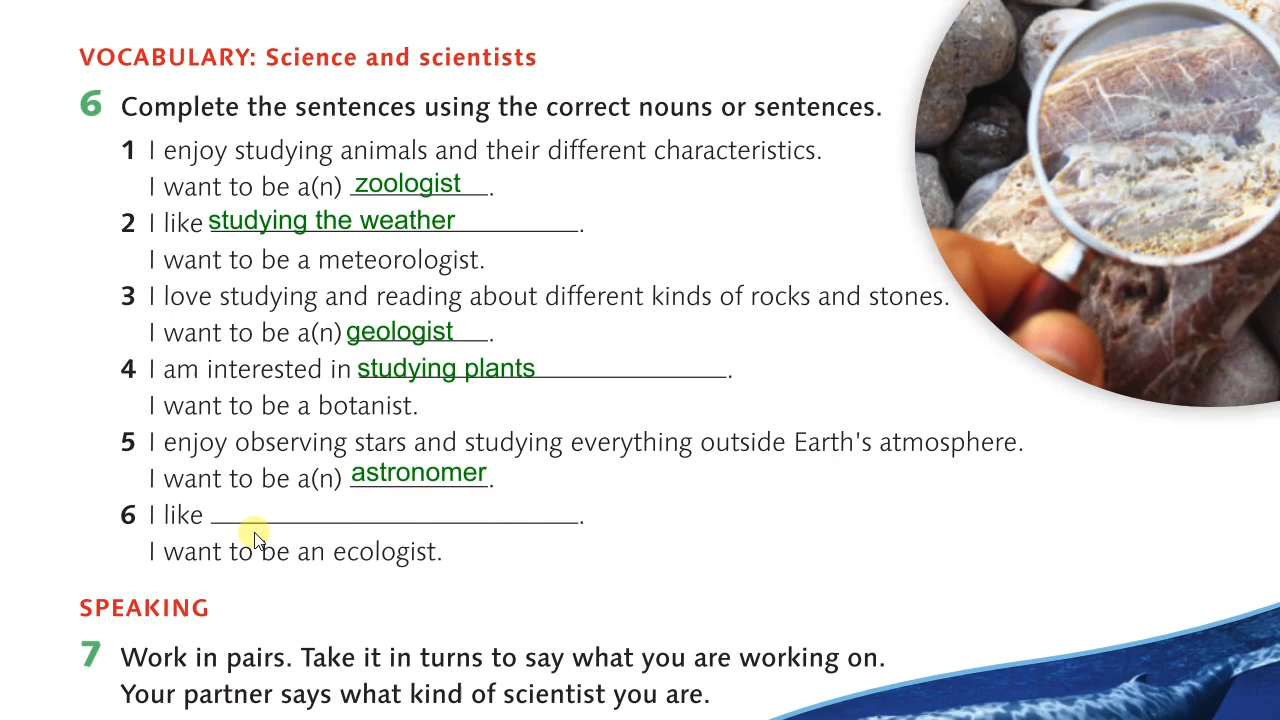 VOCABULARY: Science and scientists
6 Complete the sentences using the correct nouns or sentences.
1 I enjoy studying animals and their different characteristics.
I want to be a(n) zoologist.
2 I like studying the weather.
I want to be a meteorologist.
3 I love studying and reading about different kinds of rocks and stones.
I want to be a(n) geologist.
4 I am interested in studying plants.
I want to be a botanist.
5 I enjoy observing stars and studying everything outside Earth's atmosphere.
I want to be a(n) astronomer.
6 I like ____________________.
I want to be an ecologist.
SPEAKING
7 Work in pairs. Take it in turns to say what you are working on.
Your partner says what kind of scientist you are.